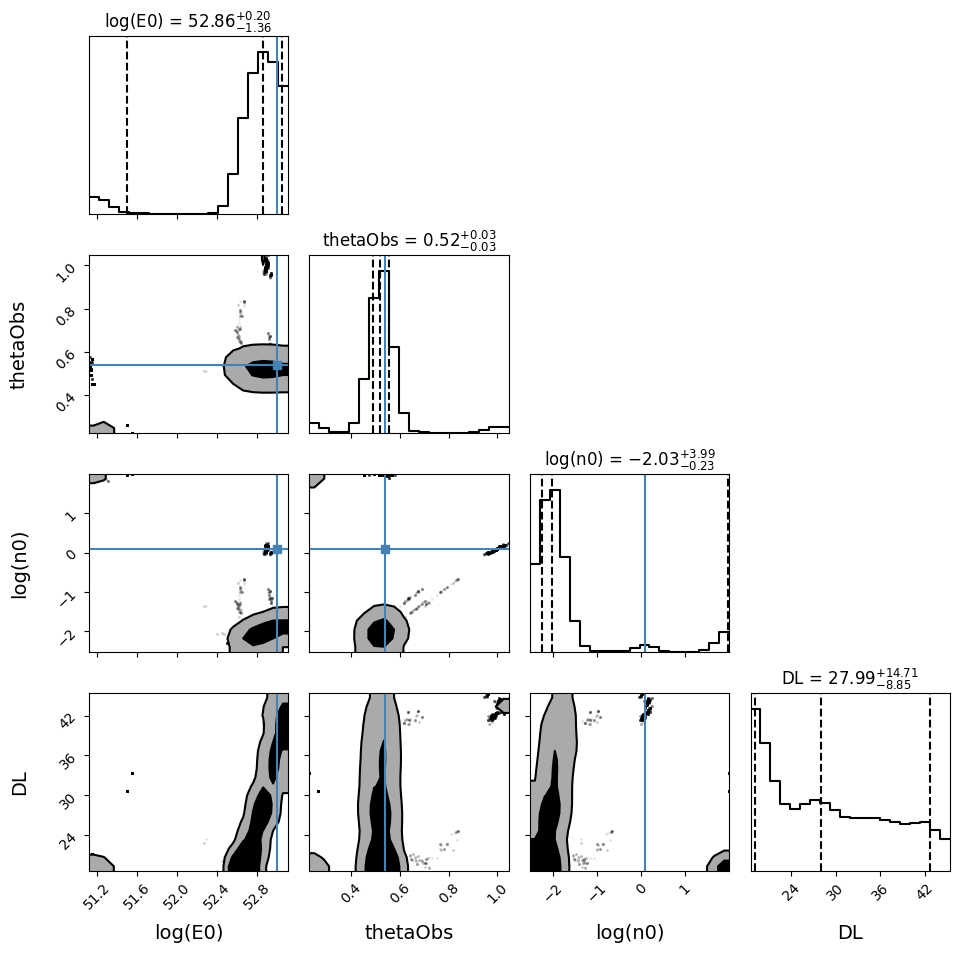 log(E0) = 52.86+0.20 −1.36
thetaObs = 0.52+0.03 −0.03
1.0
0.8
0.6
0.4
thetaObs
log(n0) = −2.03+3.99 −0.23
1
0
−1
−2
log(n0)
DL = 27.99+14.71 −8.85
42
36
30
24
DL
51.2 51.6 52.0 52.4 52.8
0.4 0.6 0.8 1.0
−2 −1 0 1
24 30 36 42
log(E0) thetaObs log(n0) DL